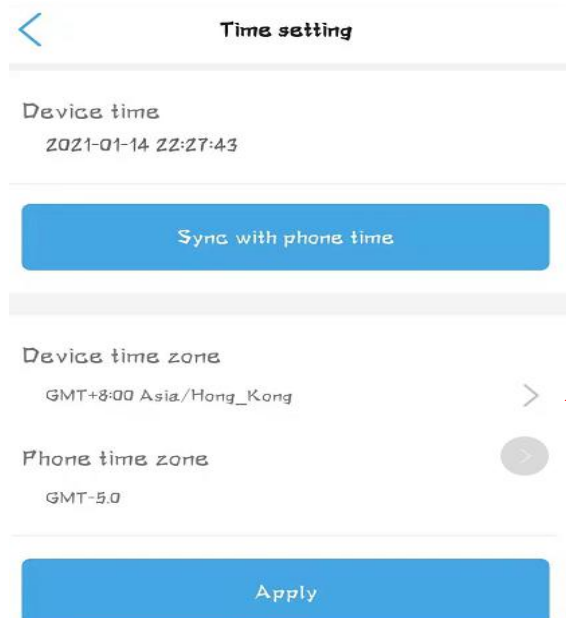 Time setting
Device time
2021-01-14 22:27:43
Sync with phone time
Device time zone
GMT+8:00 Asia/Hong_Kong
Phone time zone
GMT-5.0
Apply